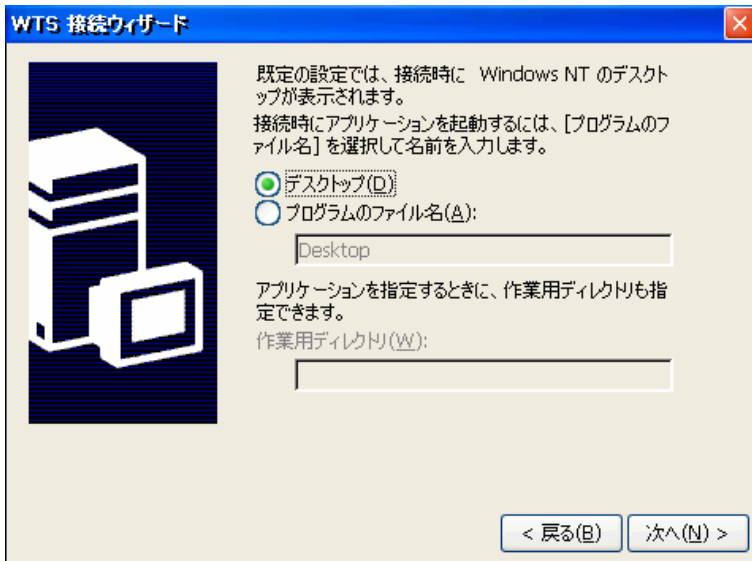 WTS 接続ウィザード
既定の設定では、接続時に Windows NT のデスクト
ップが表示されます。
接続時にアプリケーションを起動するには、[プログラムのフ
ァイル名] を選択して名前を入力します。
デスクトップ(D)
プログラムのファイル名(A):
Desktop
アプリケーションを指定するときに、作業用ディレクトリも指
定できます。
作業用ディレクトリ(W):
< 戻る(B)
次へ(N) >